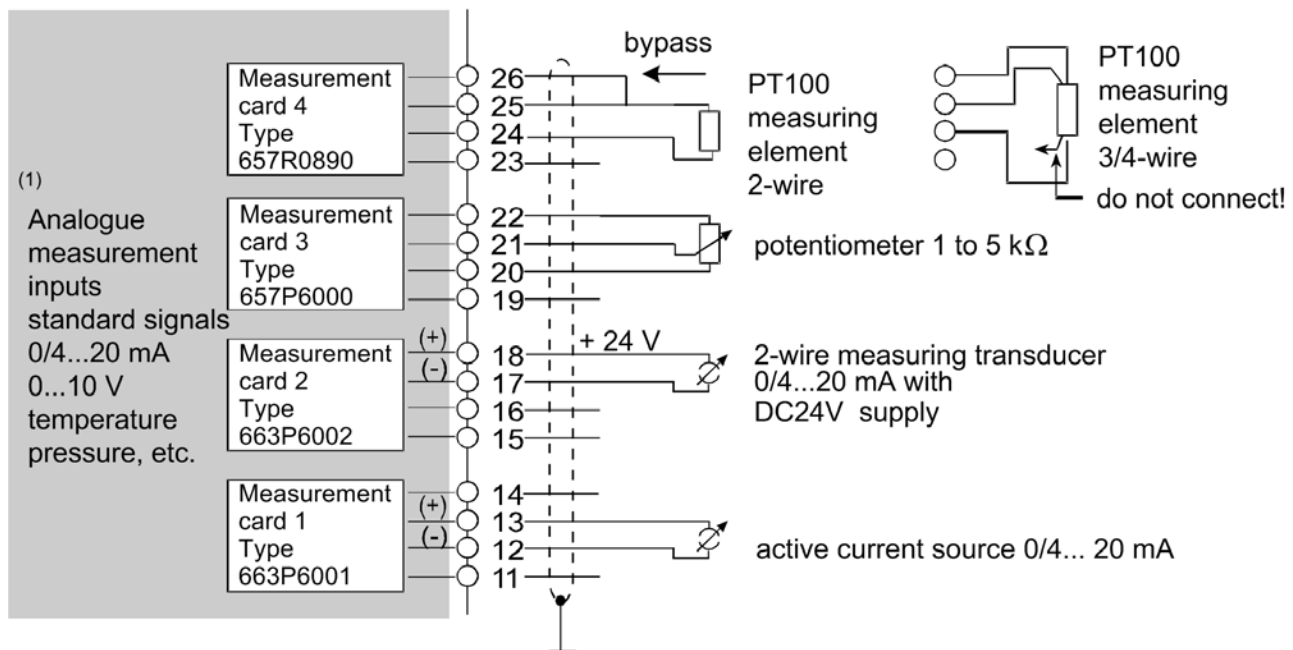 (1)
Analogue
measurement
inputs
standard signals
0/4...20 mA
0...10 V
temperature
pressure, etc.
Measurement
card 4
Type
657R0890
26
25
24
23
bypass
PT100
measuring
element
2-wire
PT100
measuring
element
3/4-wire
do not connect!
Measurement
card 3
Type
657P6000
22
21
20
19
potentiometer 1 to 5 kΩ
Measurement
card 2
Type
663P6002
(+)
(-)
18
17
16
15
+ 24 V
2-wire measuring transducer
0/4...20 mA with
DC24V supply
Measurement
card 1
Type
663P6001
(+)
(-)
14
13
12
11
active current source 0/4... 20 mA